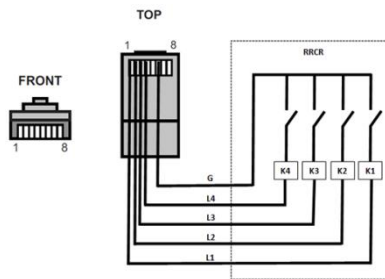 TOP
1 8
RRCR
FRONT
1 8
K4 K3 K2 K1
G
L4
L3
L2
L1